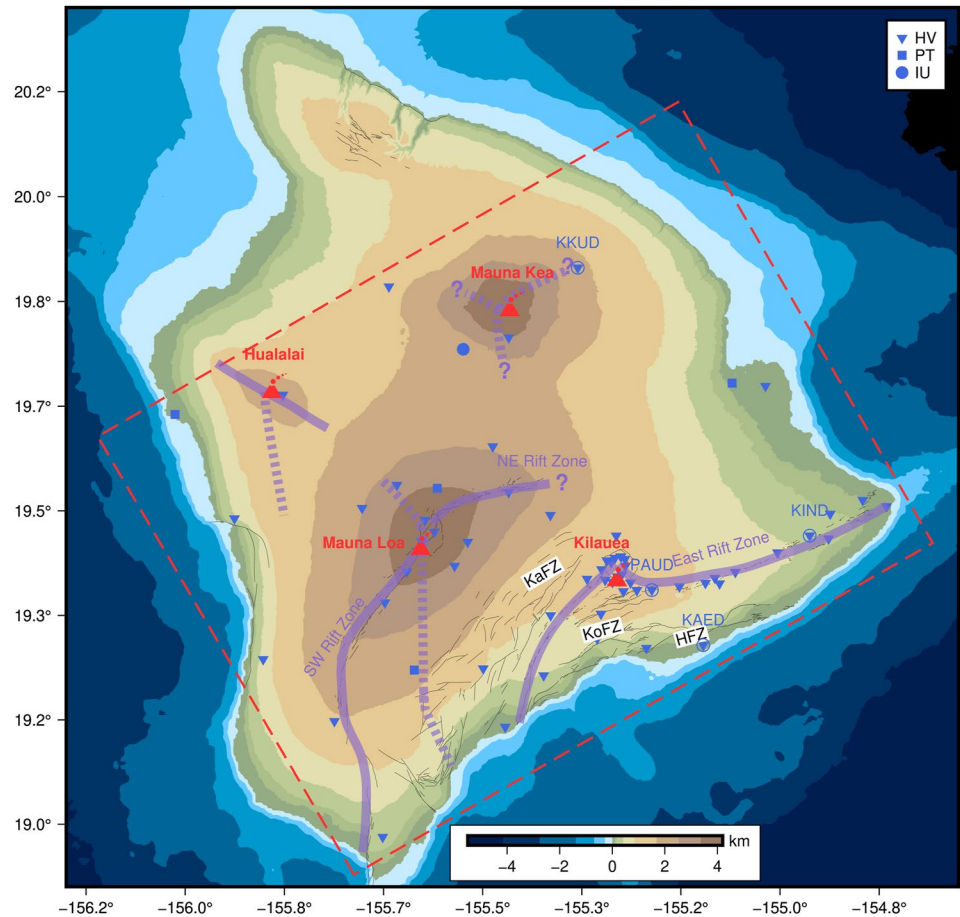 HV
PT
IU
20.2°
20.0°
19.8°
19.7°
19.5°
19.3°
19.2°
19.0°
KKUD
?
Mauna Kea
?
?
Hualalai
NE Rift Zone
?
Mauna Loa
Kilauea
KIND
East Rift Zone
PAUD
KaFZ
SW Rift Zone
KoFZ
KAED
HFZ
km
−4 −2 0 2 4
−156.2° −156.0° −155.8° −155.7° −155.5° −155.3° −155.2° −155.0° −154.8°